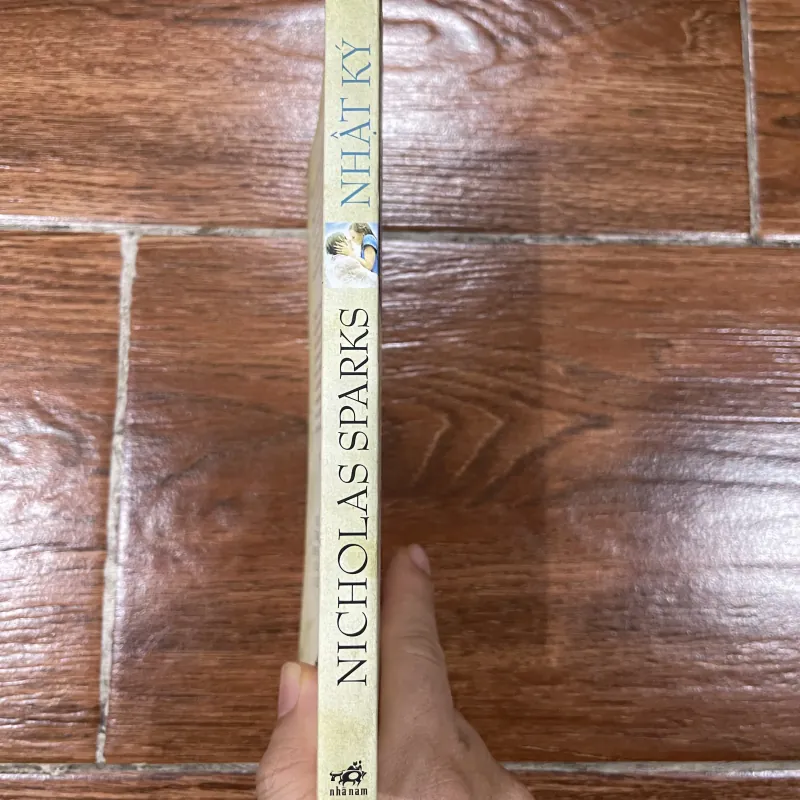 NICHOLAS SPARKS
NHẬT KÝ
nhã nam